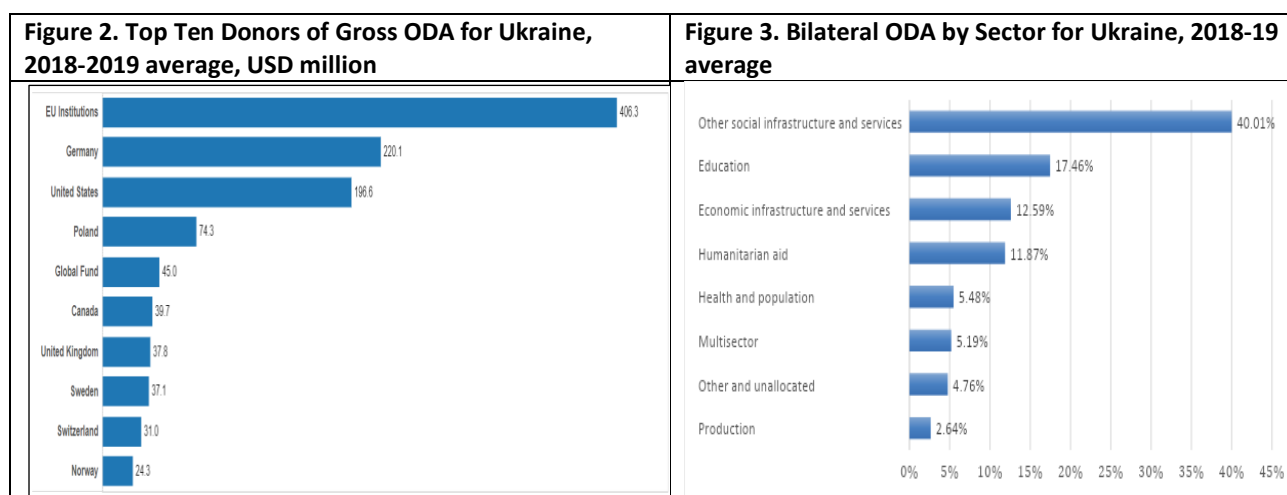 Figure 2. Top Ten Donors of Gross ODA for Ukraine,
2018-2019 average, USD million
EU Institutions 406.3
Germany 220.1
United States 196.6
Poland 74.3
Global Fund 45.0
Canada 39.7
United Kingdom 37.8
Sweden 37.1
Switzerland 31.0
Norway 24.3
Figure 3. Bilateral ODA by Sector for Ukraine, 2018-19
average
Other social infrastructure and services 40.01%
Education 17.46%
Economic infrastructure and services 12.59%
Humanitarian aid 11.87%
Health and population 5.48%
Multisector 5.19%
Other and unallocated 4.76%
Production 2.64%
0% 5% 10% 15% 20% 25% 30% 35% 40% 45%